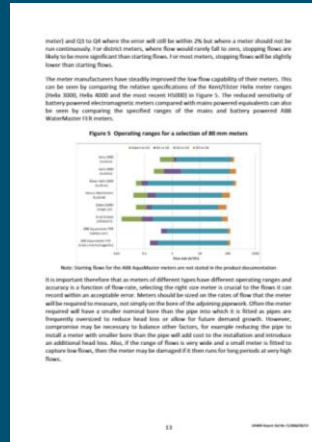 meter) and Q3 to Q4 where the error will still be within 2% but where a meter should not be
run continuously. For district meters, where flow would rarely fall to zero, stopping flows are
likely to be more significant than starting flows. For most meters, stopping flows will be slightly
lower than starting flows.
The meter manufacturers have steadily improved the low flow capability of their meters. This
can be seen by comparing the relative specifications of the Kent/Elster Helix meter ranges
(Helix 3000, Helix 4000 and the most recent H5000) in Figure 5. The reduced sensitivity of
battery powered electromagnetic meters compared with mains powered equivalents can also
be seen by comparing the specified ranges of the mains and battery powered ABB
WaterMaster FER meters.
Figure 5 Operating ranges for a selection of 80 mm meters
Note: Starting flows for the ABB AquaMaster meters are not stated in the product documentation
It is important therefore that as meters of different types have different operating ranges and
accuracy is a function of flow-rate, selecting the right size meter is crucial to the flows it can
record within an acceptable error. Meters should be sized on the rates of flow that the meter
will be required to measure, not simply on the bore of the adjoining pipework. Often the meter
required will have a smaller nominal bore than the pipe into which it is fitted as pipes are
frequently oversized to reduce head loss or allow for future demand growth. However,
compromise may be necessary to balance other factors, for example reducing the pipe to
install a meter with smaller bore than the pipe will add cost to the installation and introduce
an additional head loss. Also, if the range of flows is very wide and a small meter is fitted to
capture low flows, then the meter may be damaged if it then runs for long periods at very high
flows.
13